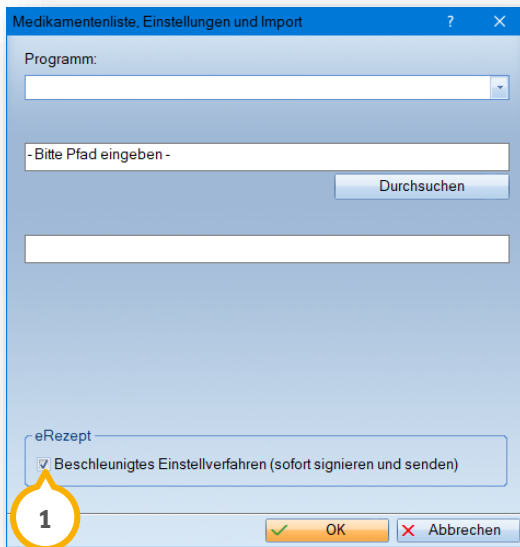 Medikamentenliste, Einstellungen und Import ? ×
Programm:
- Bitte Pfad eingeben -
Durchsuchen
eRezept
Beschleunigtes Einstellverfahren (sofort signieren und senden)
1
OK
Abbrechen